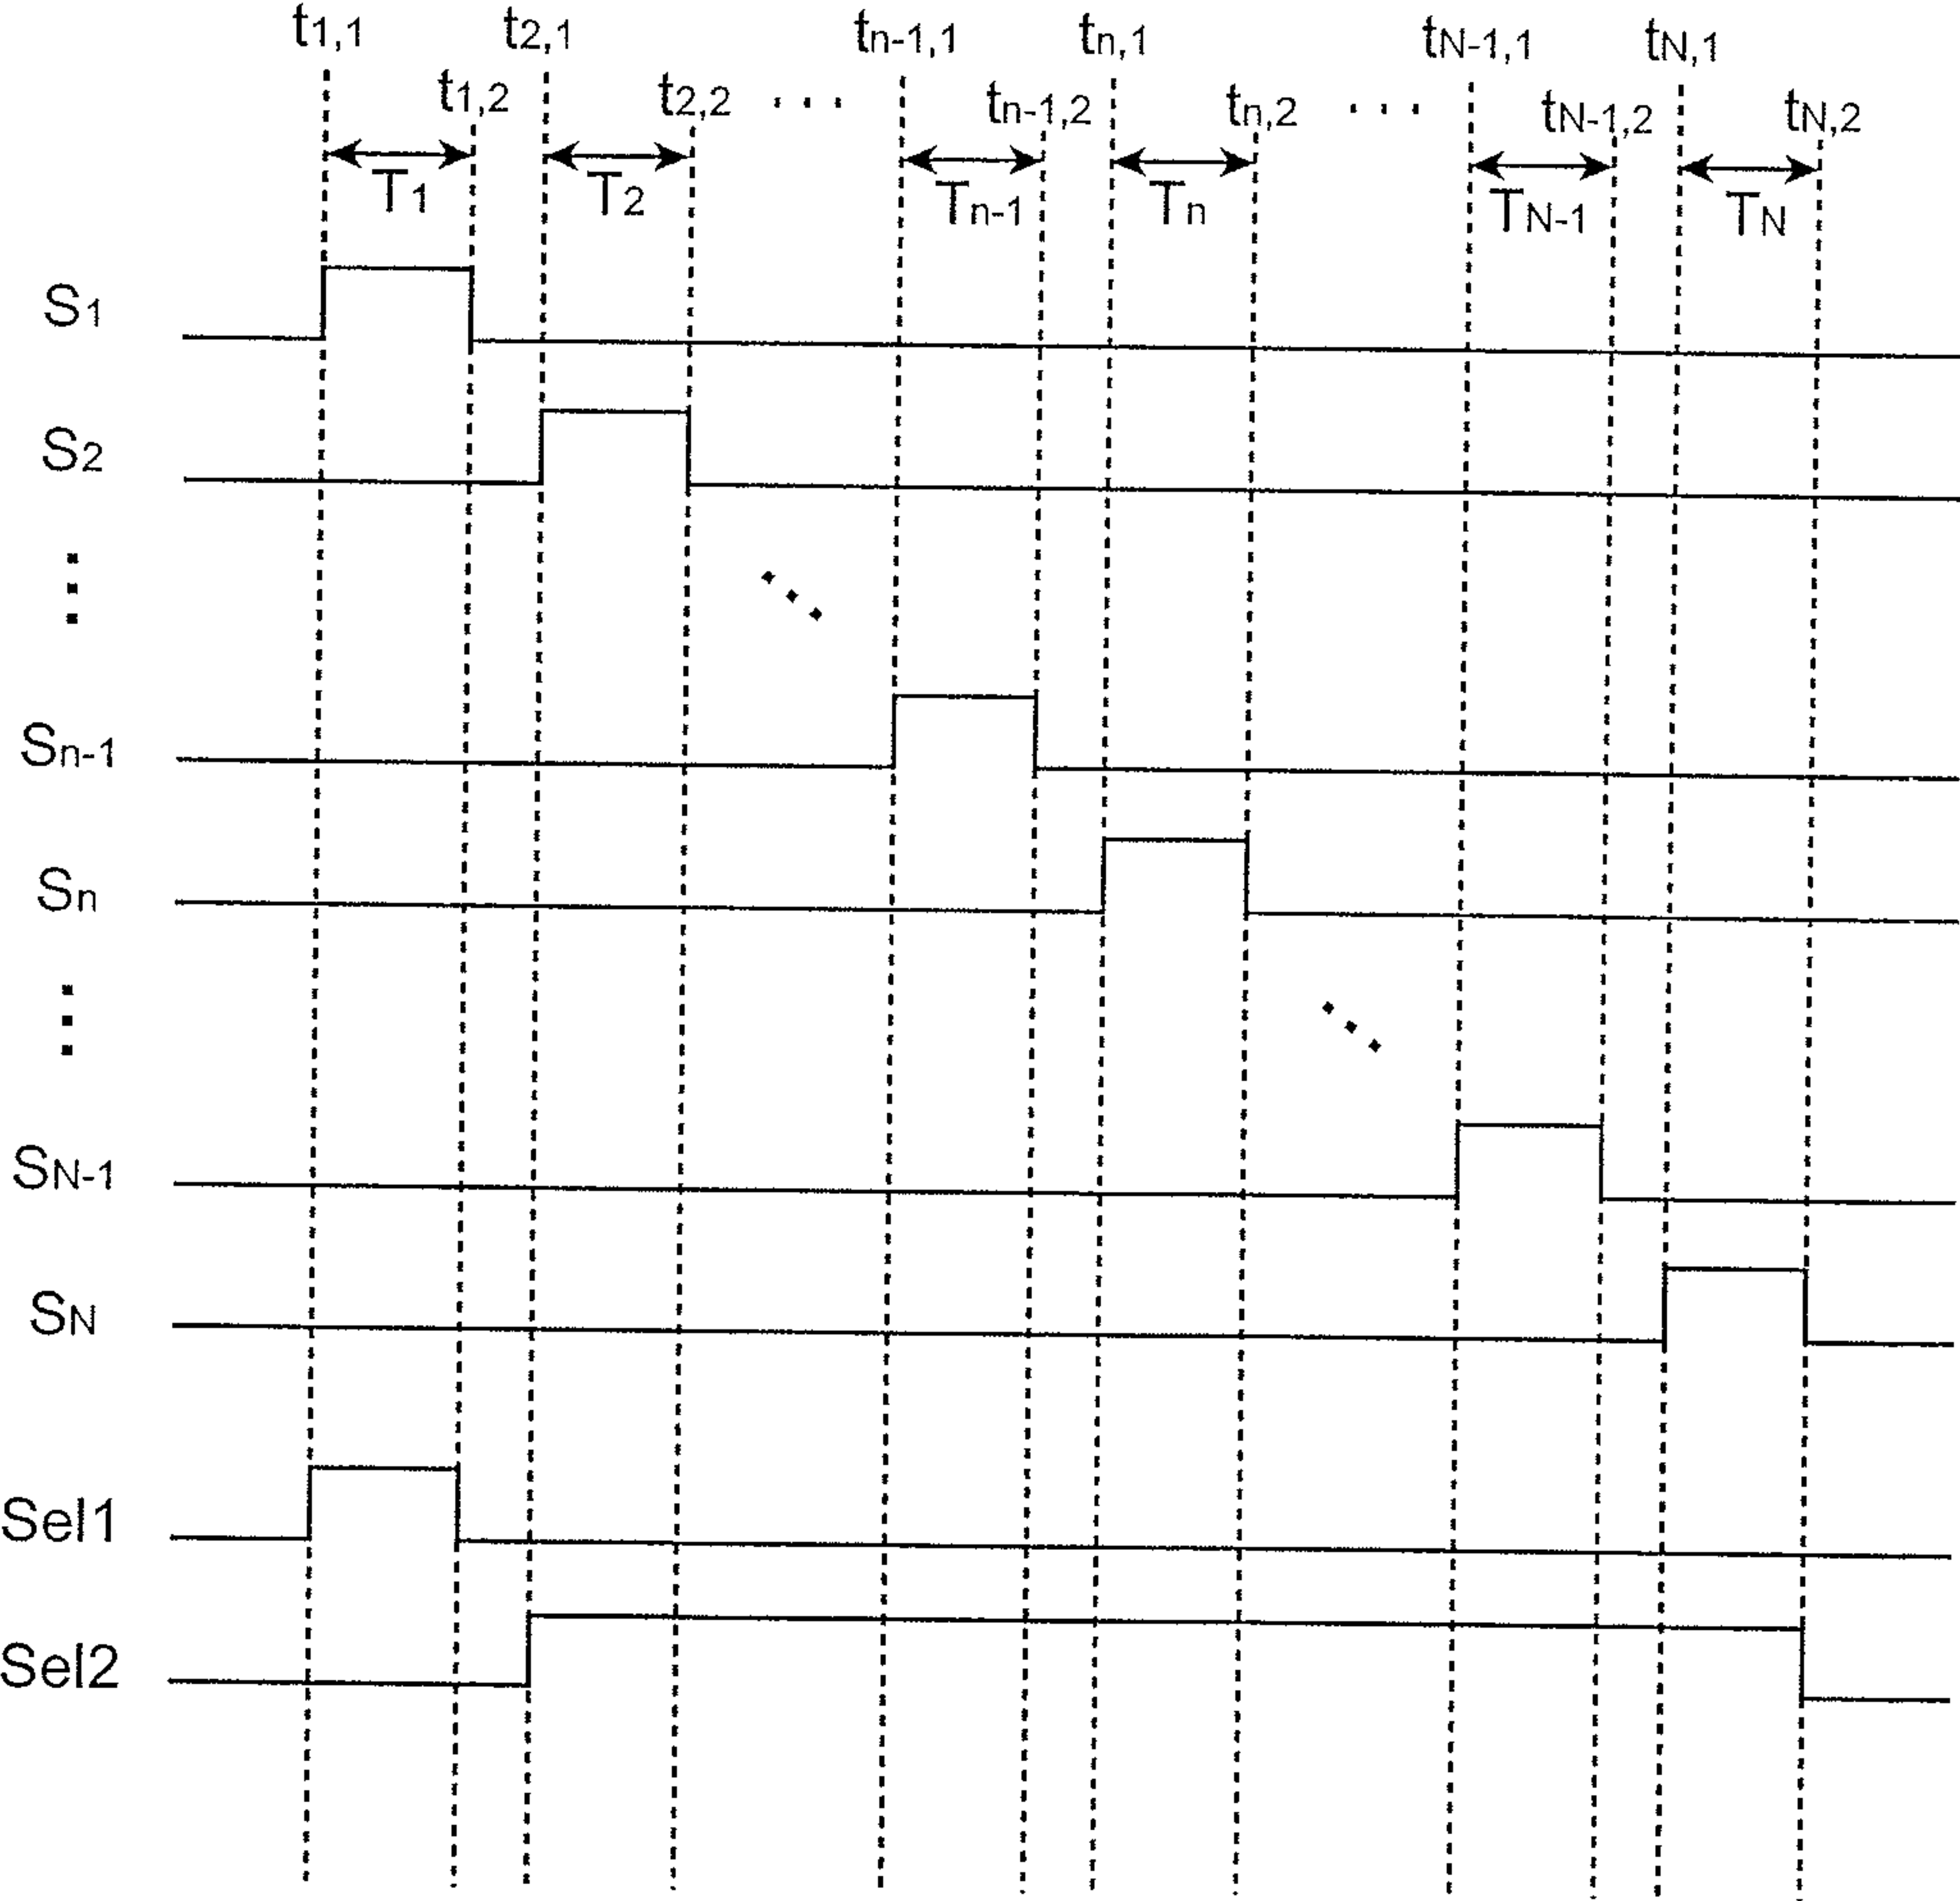 t1,1 t2,1 tn-1,1 tn,1 tN-1,1 tN,1
t1,2 t2,2 ... tn-1,2 tn,2 ... tN-1,2 tN,2
T1 T2 Tn-1 Tn TN-1 TN
S1
S2
Sn-1
Sn
SN-1
SN
Sel1
Sel2